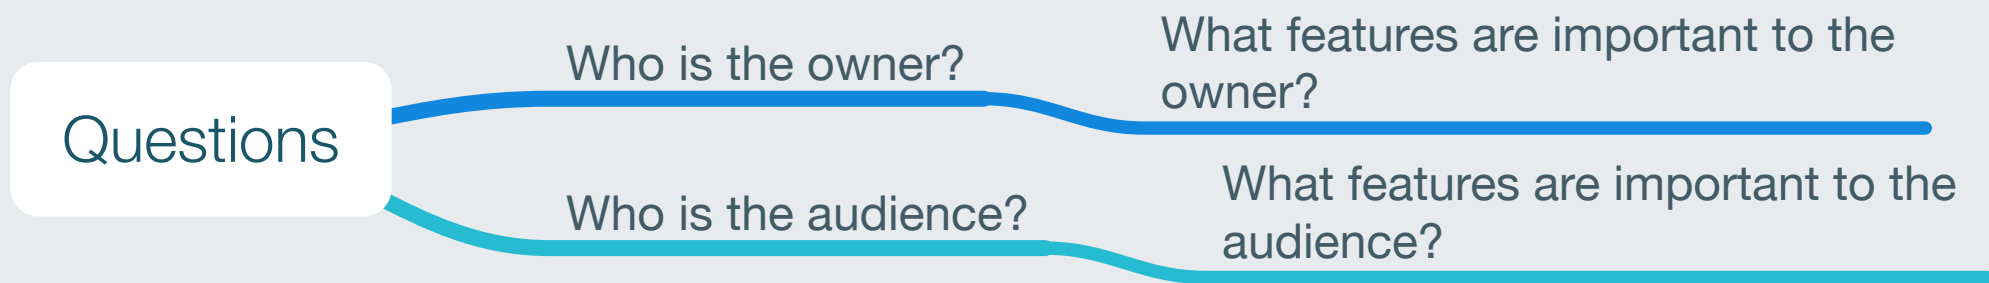 Questions
Who is the owner?
What features are important to the
owner?
Who is the audience?
What features are important to the
audience?